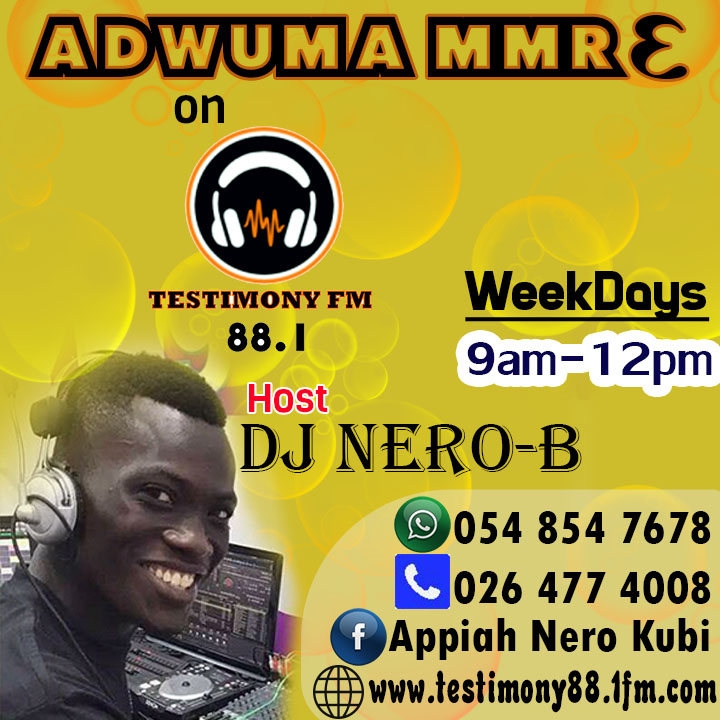 ADWUMA MMRƐ
on
TESTIMONY FM
88.1
WeekDays
9am-12pm
Host
DJ NERO-B
054 854 7678
026 477 4008
Appiah Nero Kubi
www.testimony88.1fm.com